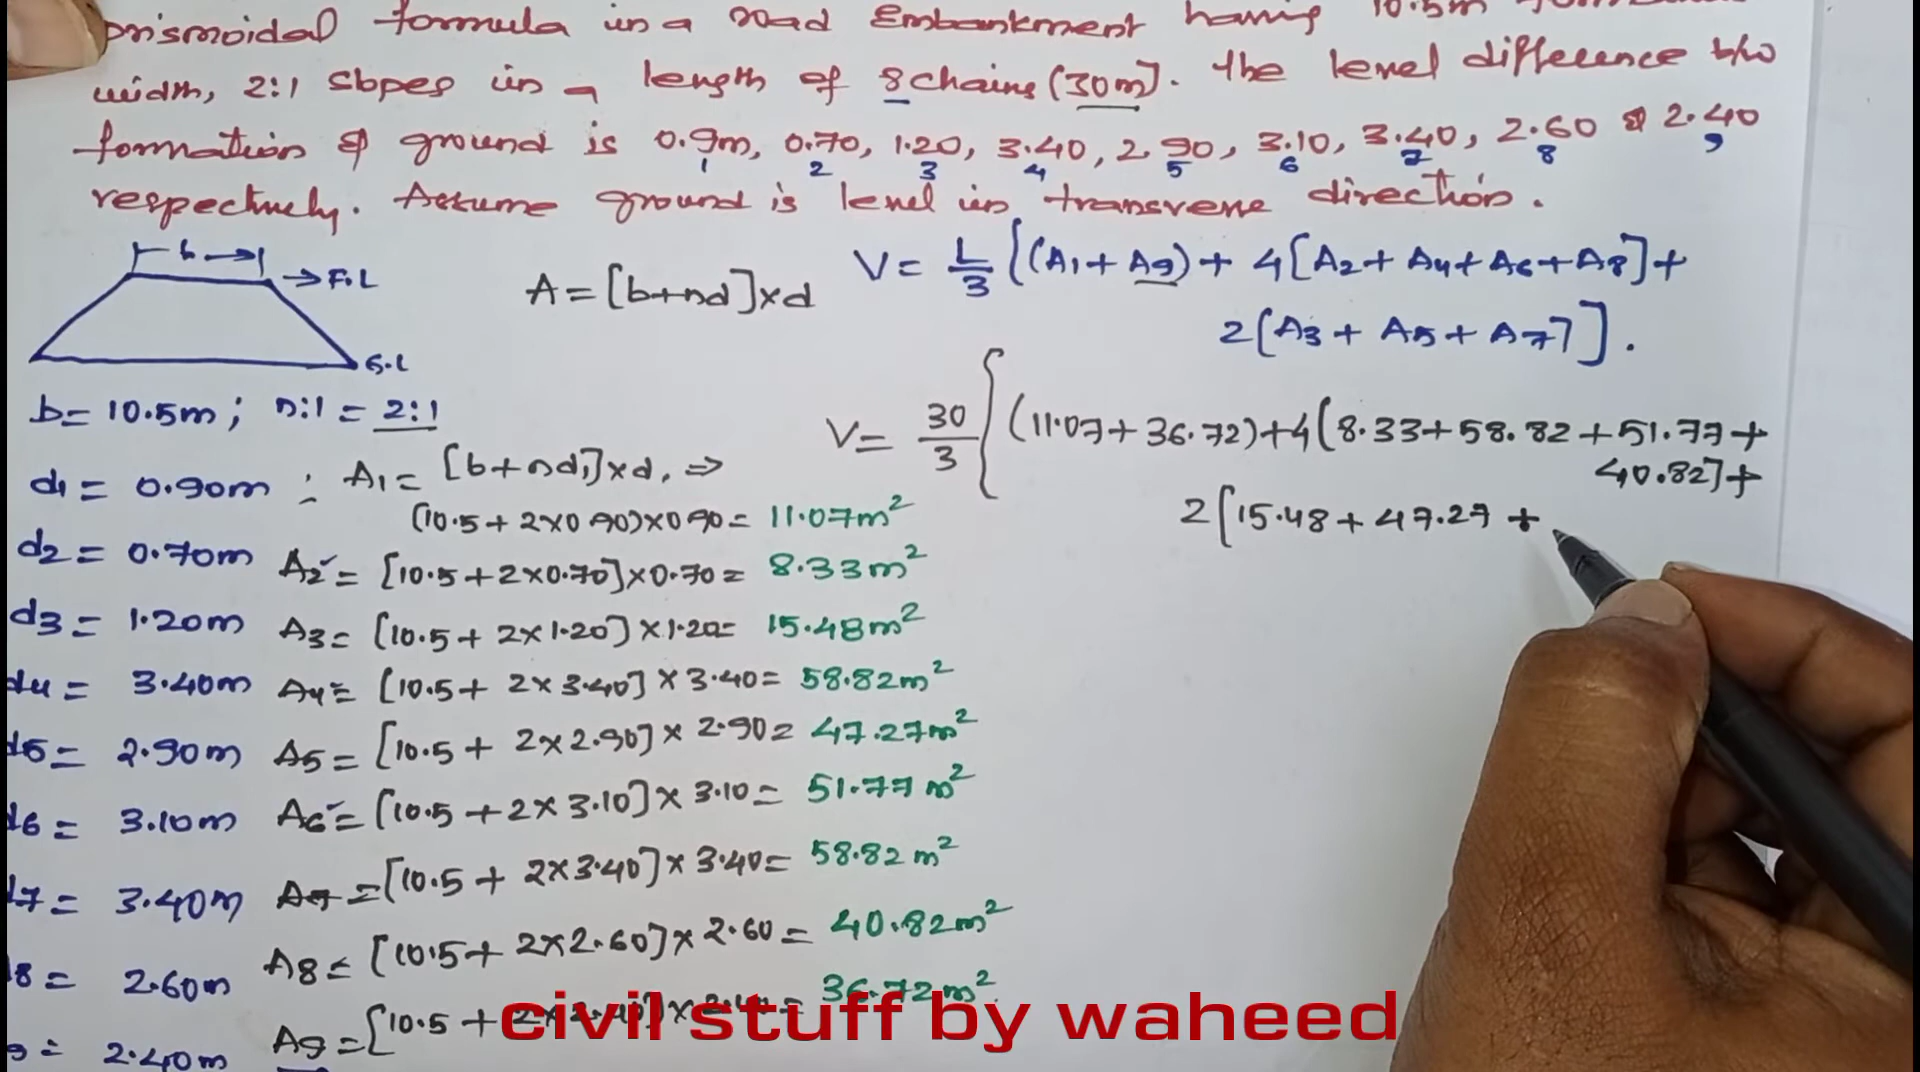 prismoidal formula in a road Embankment having 10.5m
width, 2:1 slopes in a length of 8 chains (30m). The level difference b/w
formation & ground is 0.9m, 0.70, 1.20, 3.40, 2.90, 3.10, 3.40, 2.60 & 2.40
1 2 3 4 5 6 7 8 9
respectively. Assume ground is level in transverse direction.
b
F.L
G.L
A = [b+nd]×d
V = L/3 [(A1 + A9) + 4[A2 + A4 + A6 + A8] +
2[A3 + A5 + A7]].
b = 10.5m ; n:1 = 2:1
V = 30/3 {(11.07 + 36.72) + 4(8.33 + 58.82 + 51.77 +
40.82] +
2[15.48 + 47.27 +
d1 = 0.90m ; A1 = [b+nd1]×d1 ⇒
(10.5 + 2×0.90)×0.90 = 11.07m²
d2 = 0.70m A2 = [10.5 + 2×0.70]×0.70 = 8.33m²
d3 = 1.20m A3 = [10.5 + 2×1.20]×1.20 = 15.48m²
d4 = 3.40m A4 = [10.5 + 2×3.40]×3.40 = 58.82m²
d5 = 2.90m A5 = [10.5 + 2×2.90]×2.90 = 47.27m²
d6 = 3.10m A6 = [10.5 + 2×3.10]×3.10 = 51.77m²
d7 = 3.40m A7 = [10.5 + 2×3.40]×3.40 = 58.82m²
8 = 2.60m A8 = [10.5 + 2×2.60]×2.60 = 40.82m²
9 = 2.40m A9 = [10.5 + 2×2.40]×2.40 = 36.72m²
civil stuff by waheed